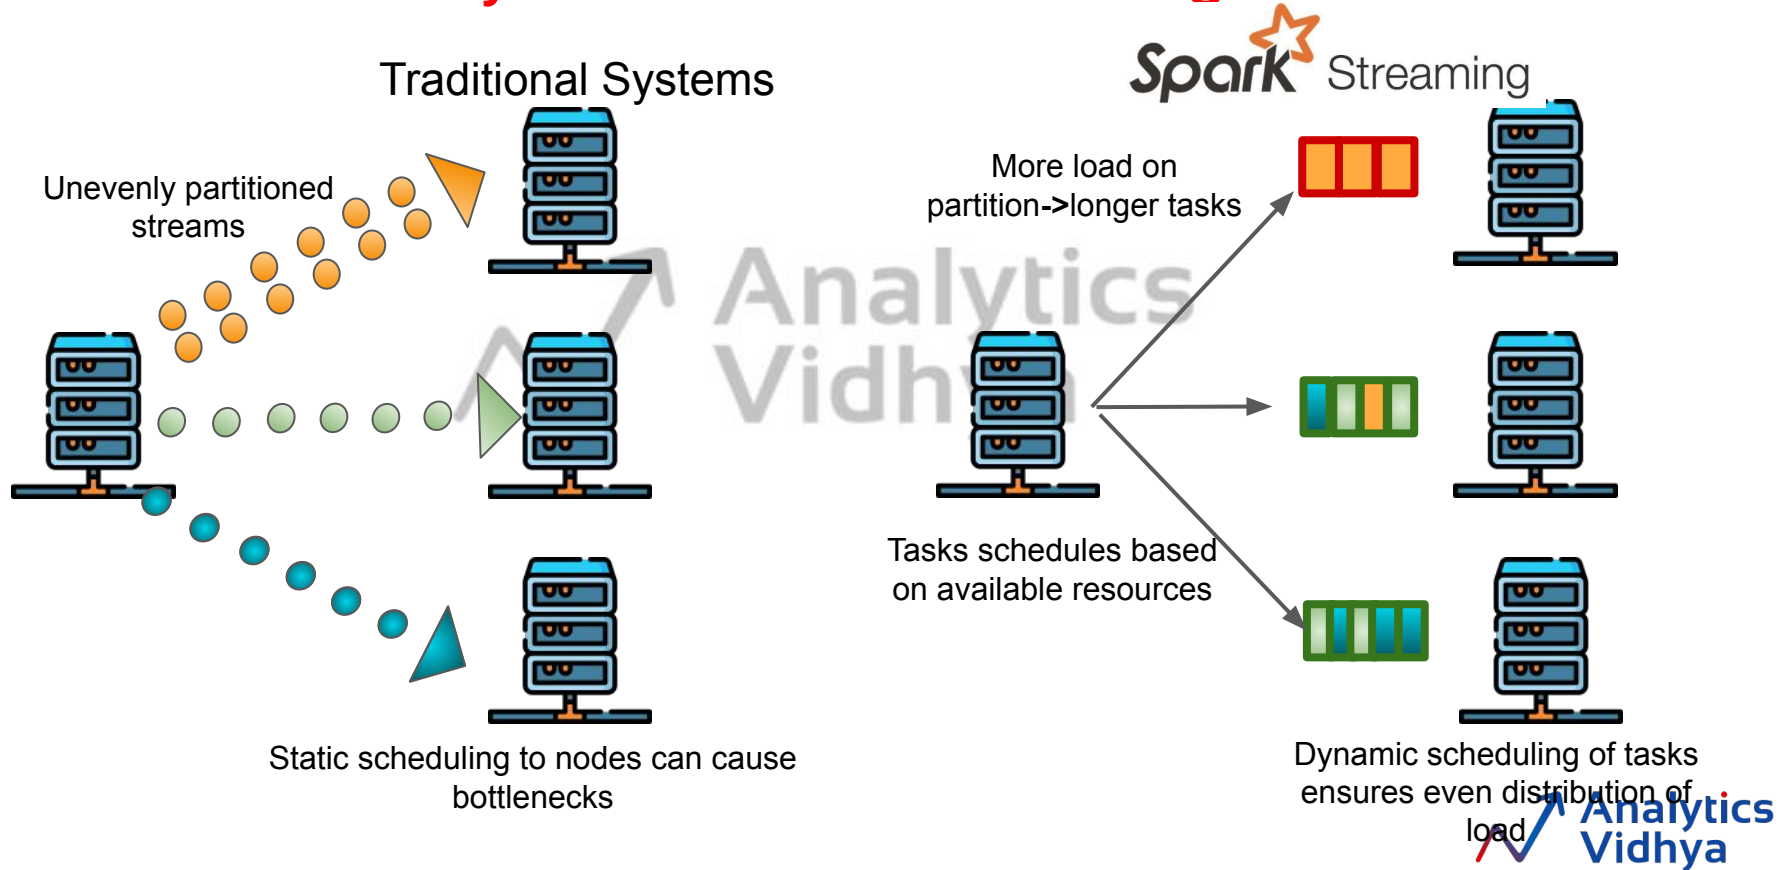 Traditional Systems
Unevenly partitioned
streams
Static scheduling to nodes can cause
bottlenecks
Spark Streaming
More load on
partition->longer tasks
Tasks schedules based
on available resources
Dynamic scheduling of tasks
ensures even distribution of
load
Analytics
Vidhya
Analytics
Vidhya